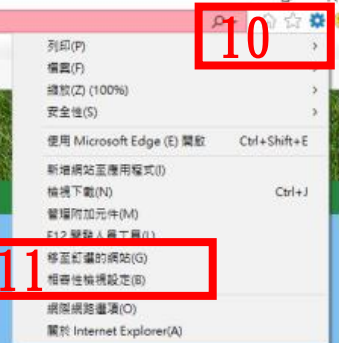 10
列印(P)
檔案(F)
縮放(Z) (100%)
安全性(S)
使用 Microsoft Edge (E) 開啟 Ctrl+Shift+E
新增網站至應用程式(I)
檢視下載(N) Ctrl+J
管理附加元件(M)
F12 開發人員工具(L)
11
移至釘選的網站(G)
相容性檢視設定(B)
網際網路選項(O)
關於 Internet Explorer(A)